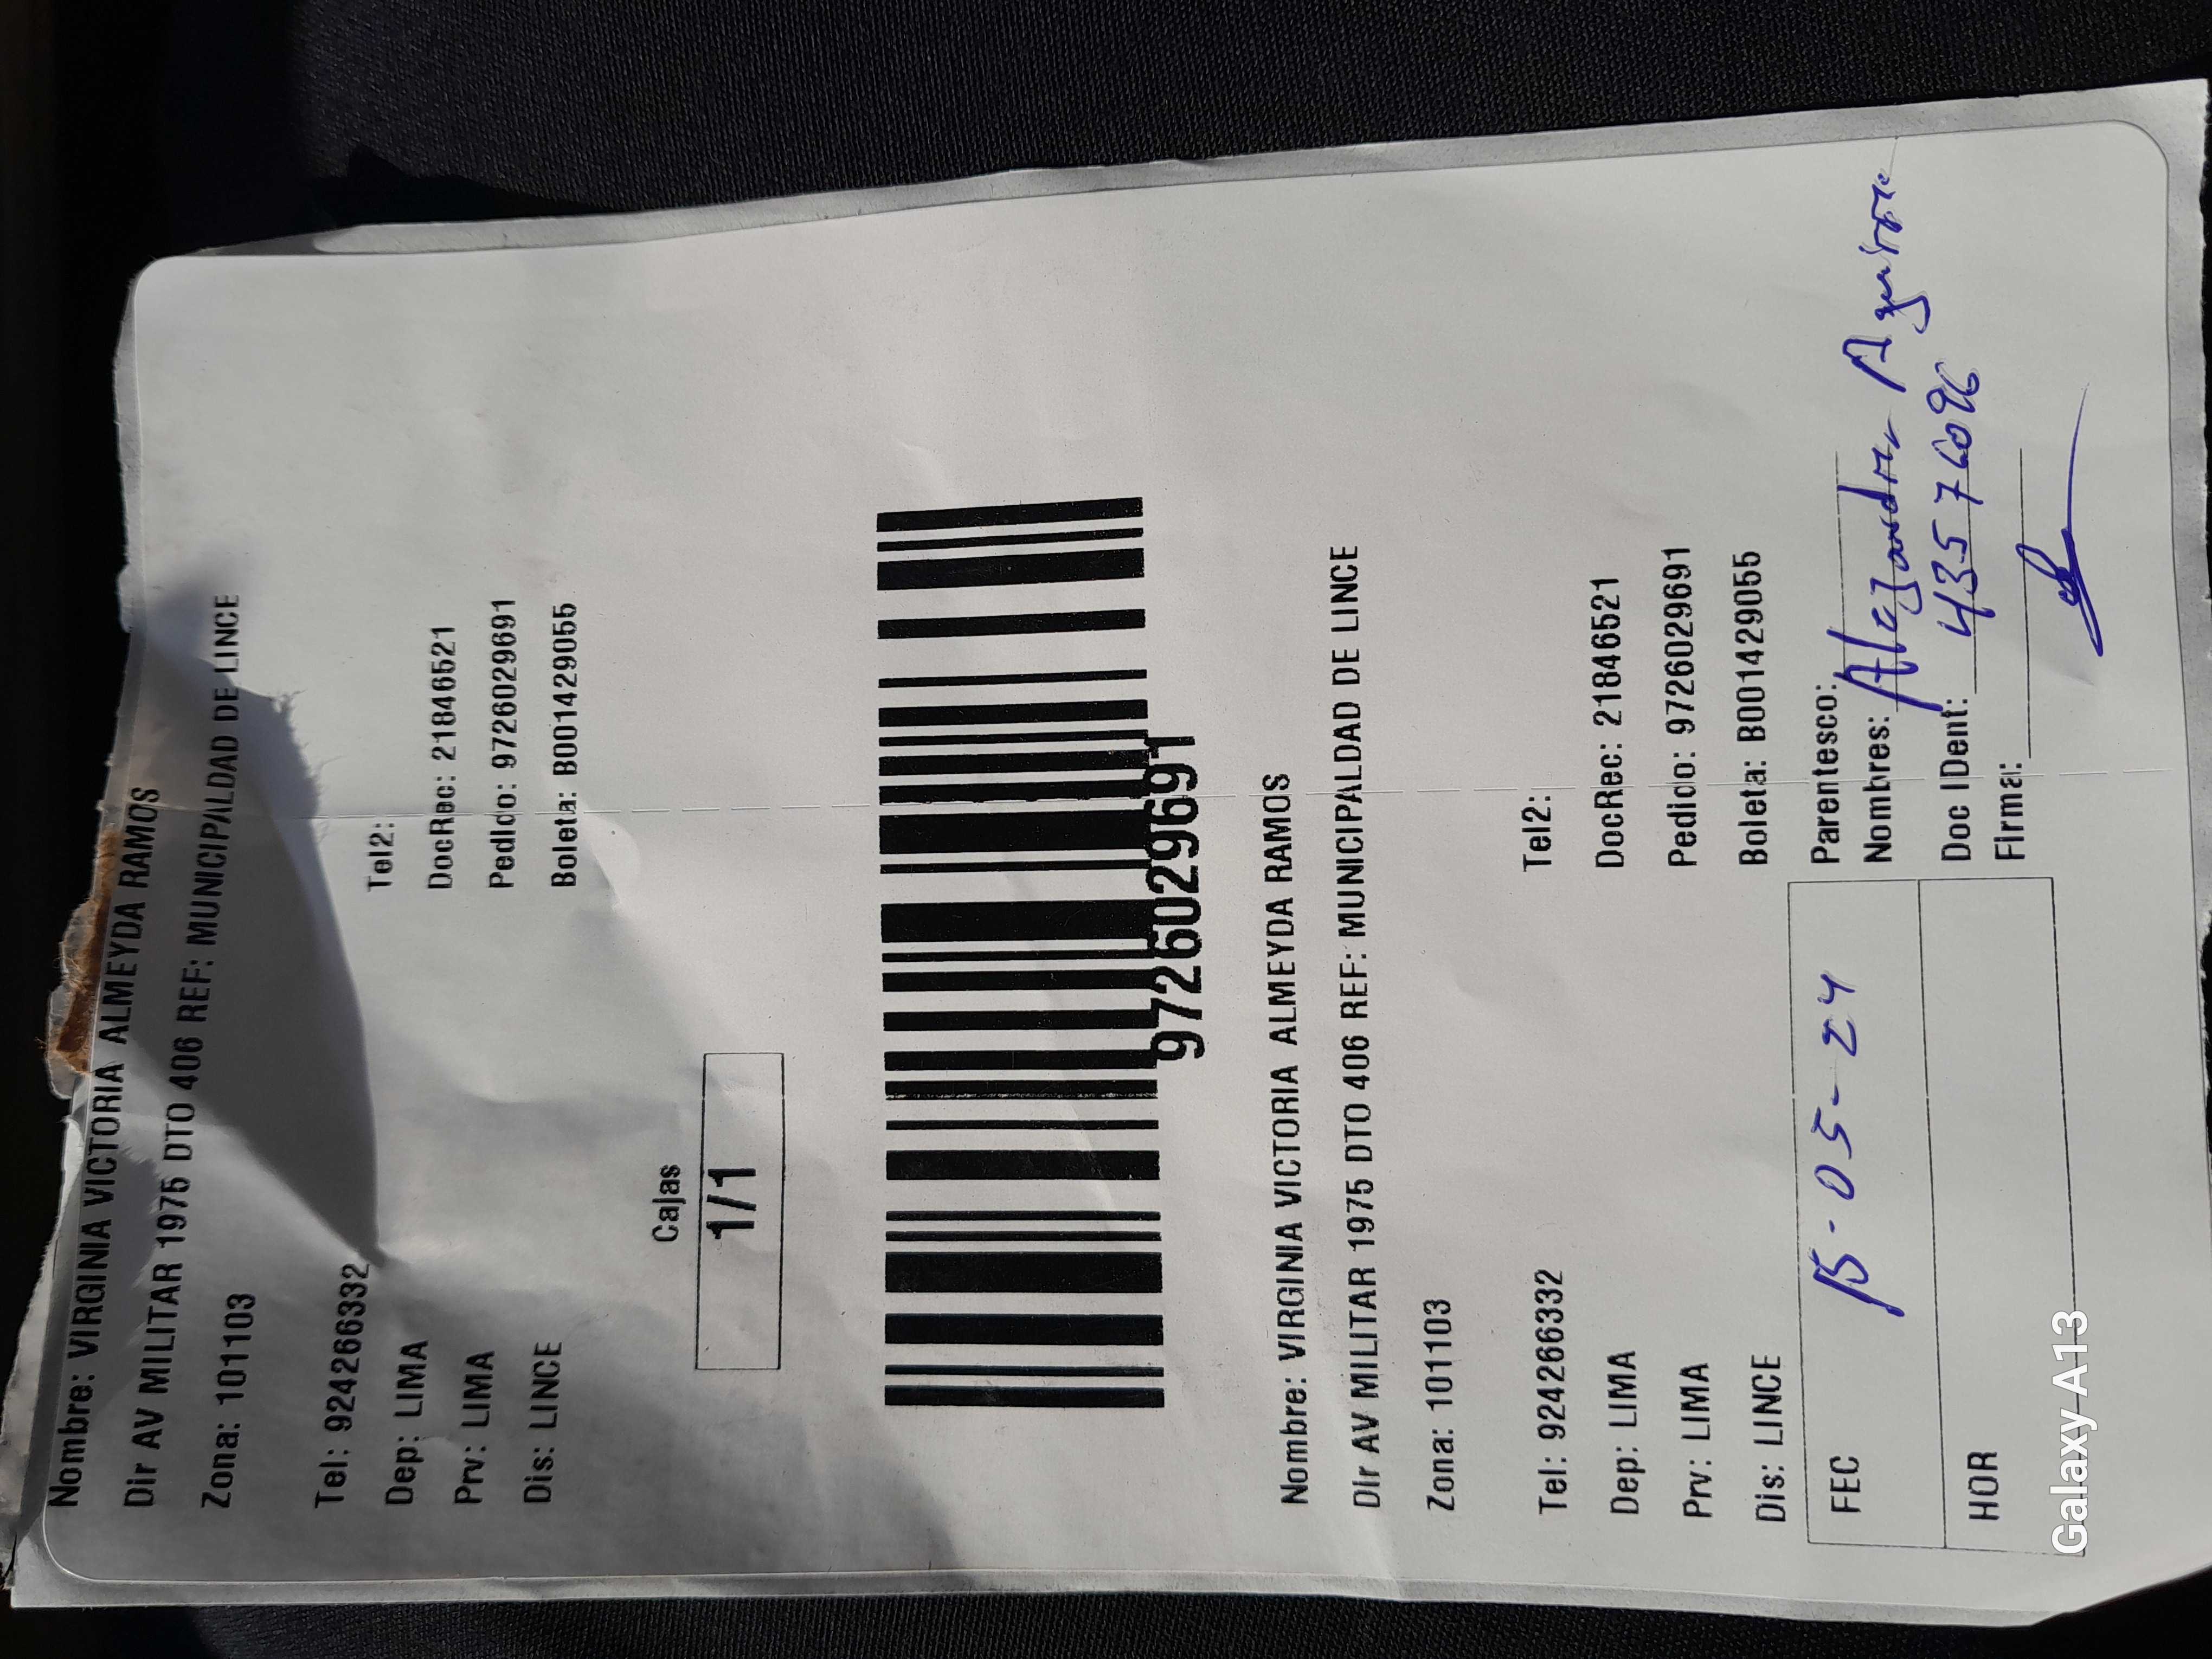 Nombre: VIRGINIA VICTORIA ALMEYDA RAMOS
Dir AV MILITAR 1975 DTO 406 REF: MUNICIPALDAD DE LINCE
Zona: 101103
Tel: 924266332 Tel2:
Dep: LIMA DocRec: 21846521
Prv: LIMA Pedido: 9726029691
Dis: LINCE Boleta: B001429055
Cajas
1/1
9726029691
Nombre: VIRGINIA VICTORIA ALMEYDA RAMOS
Dir AV MILITAR 1975 DTO 406 REF: MUNICIPALDAD DE LINCE
Zona: 101103
Tel: 924266332 Tel2:
Dep: LIMA DocRec: 21846521
Prv: LIMA Pedido: 9726029691
Dis: LINCE Boleta: B001429055
FEC 15-05-24 Parentesco:
Nombres: Alejandro Aguirre
HOR Doc IDent: 43576096
Firma:
Galaxy A13